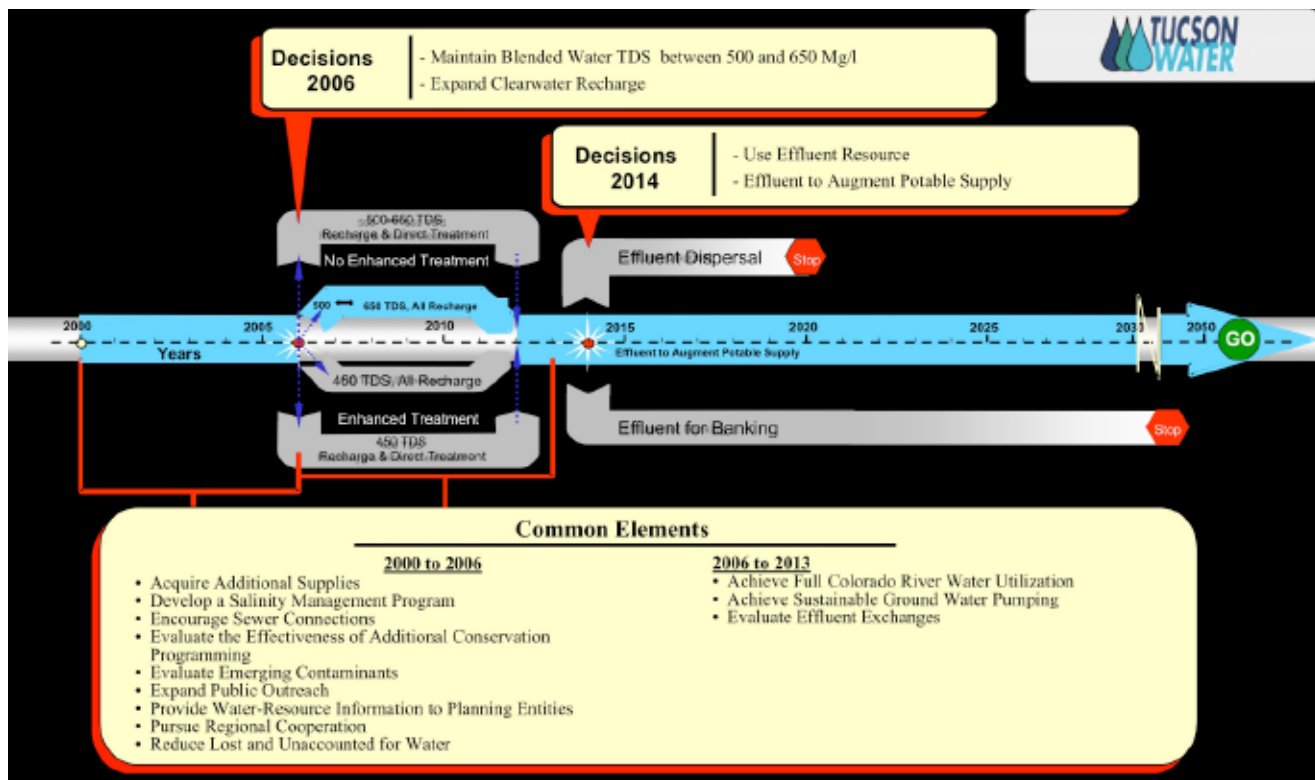 TUCSON
WATER
Decisions
2006
- Maintain Blended Water TDS between 500 and 650 Mg/l
- Expand Clearwater Recharge
Decisions
2014
- Use Effluent Resource
- Effluent to Augment Potable Supply
500-650 TDS
Recharge & Direct Treatment
No Enhanced Treatment
Effluent Dispersal
Stop
500 650 TDS, All Recharge
2000
2005
2010
2015
2020
2025
2030
2050
Years
Effluent to Augment Potable Supply
GO
450 TDS, All Recharge
Enhanced Treatment
450 TDS
Recharge & Direct Treatment
Effluent for Banking
Stop
Common Elements
2000 to 2006
• Acquire Additional Supplies
• Develop a Salinity Management Program
• Encourage Sewer Connections
• Evaluate the Effectiveness of Additional Conservation
Programming
• Evaluate Emerging Contaminants
• Expand Public Outreach
• Provide Water-Resource Information to Planning Entities
• Pursue Regional Cooperation
• Reduce Lost and Unaccounted for Water
2006 to 2013
• Achieve Full Colorado River Water Utilization
• Achieve Sustainable Ground Water Pumping
• Evaluate Effluent Exchanges